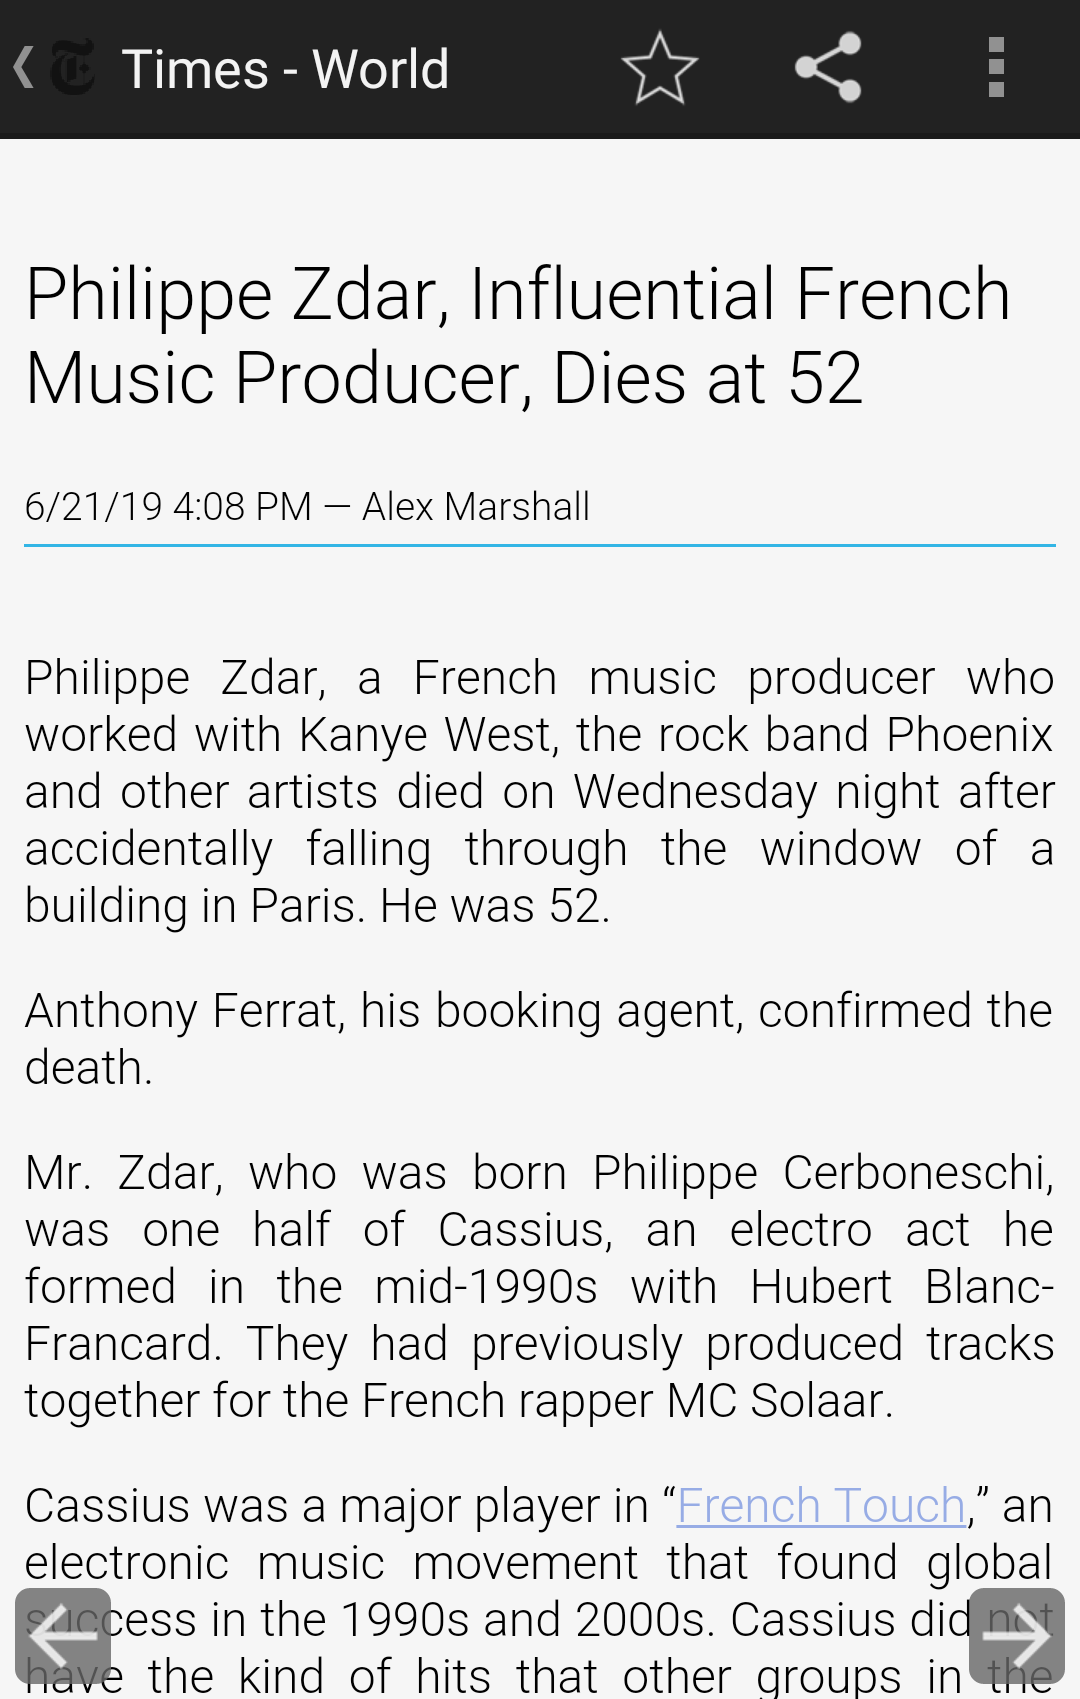 Times - World
Philippe Zdar, Influential French
Music Producer, Dies at 52
6/21/19 4:08 PM — Alex Marshall
Philippe Zdar, a French music producer who
worked with Kanye West, the rock band Phoenix
and other artists died on Wednesday night after
accidentally falling through the window of a
building in Paris. He was 52.
Anthony Ferrat, his booking agent, confirmed the
death.
Mr. Zdar, who was born Philippe Cerboneschi,
was one half of Cassius, an electro act he
formed in the mid-1990s with Hubert Blanc-
Francard. They had previously produced tracks
together for the French rapper MC Solaar.
Cassius was a major player in “French Touch,” an
electronic music movement that found global
success in the 1990s and 2000s. Cassius did not
have the kind of hits that other groups in the